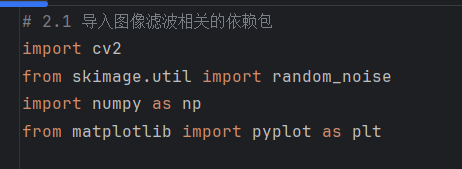 # 2.1 导入图像滤波相关的依赖包
import cv2
from skimage.util import random_noise
import numpy as np
from matplotlib import pyplot as plt